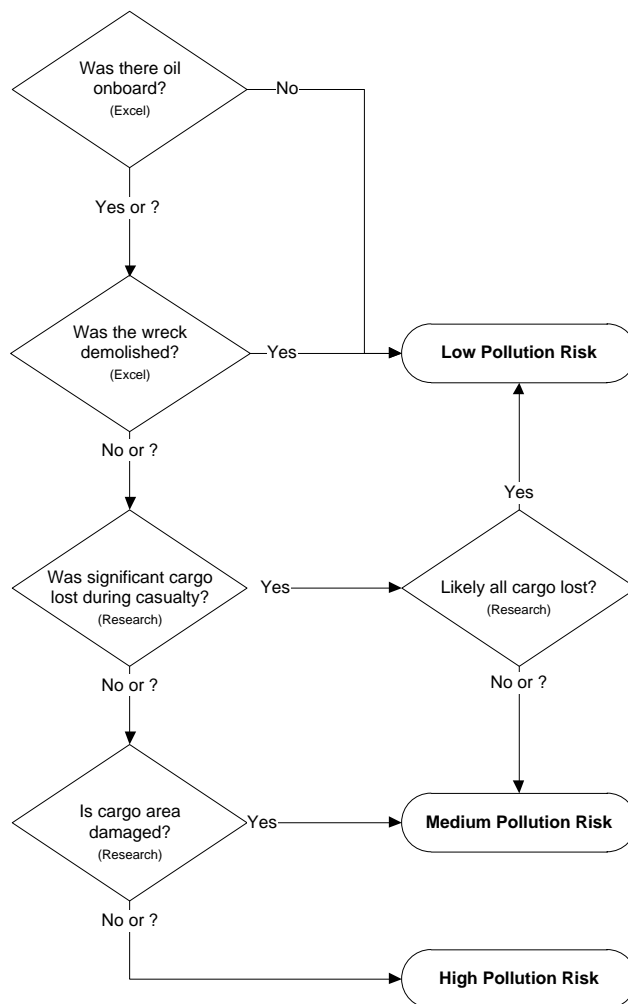 Was there oil
onboard?
(Excel)
No
Yes or ?
Was the wreck
demolished?
(Excel)
Yes
Low Pollution Risk
No or ?
Yes
Was significant cargo
lost during casualty?
(Research)
Yes
Likely all cargo lost?
(Research)
No or ?
No or ?
Is cargo area
damaged?
(Research)
Yes
Medium Pollution Risk
No or ?
High Pollution Risk